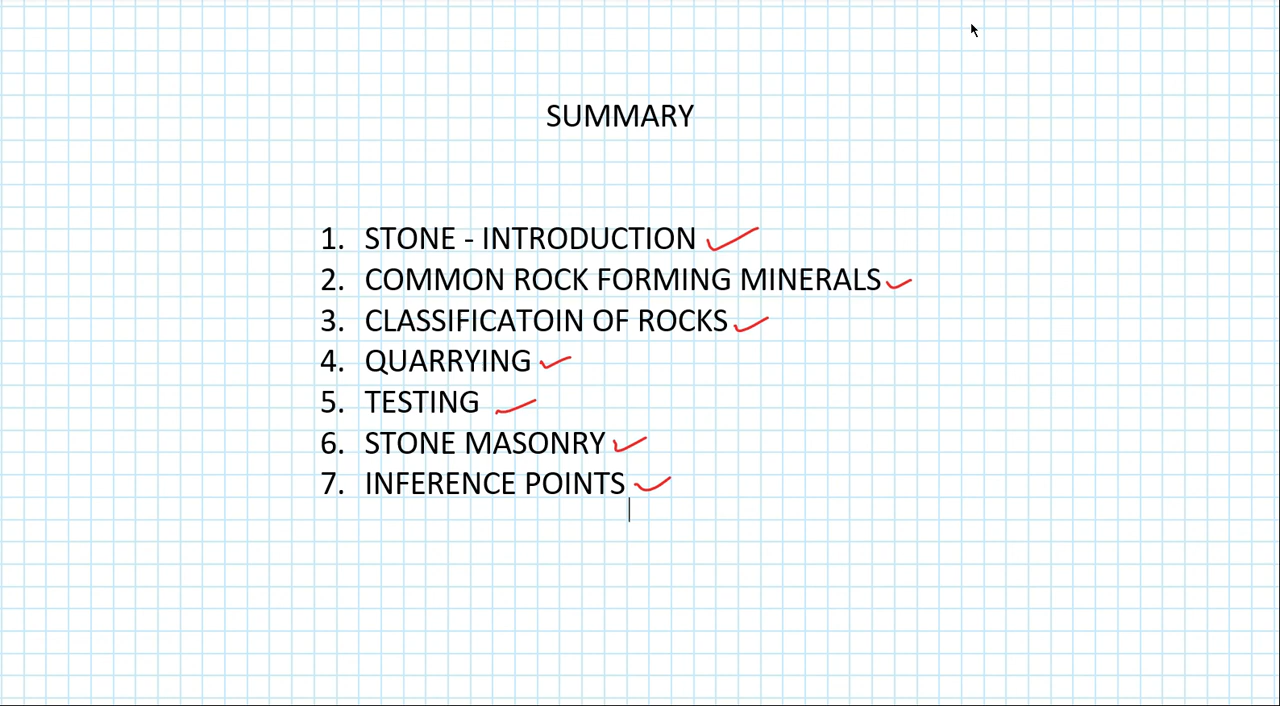 SUMMARY
1. STONE - INTRODUCTION
2. COMMON ROCK FORMING MINERALS
3. CLASSIFICATOIN OF ROCKS
4. QUARRYING
5. TESTING
6. STONE MASONRY
7. INFERENCE POINTS